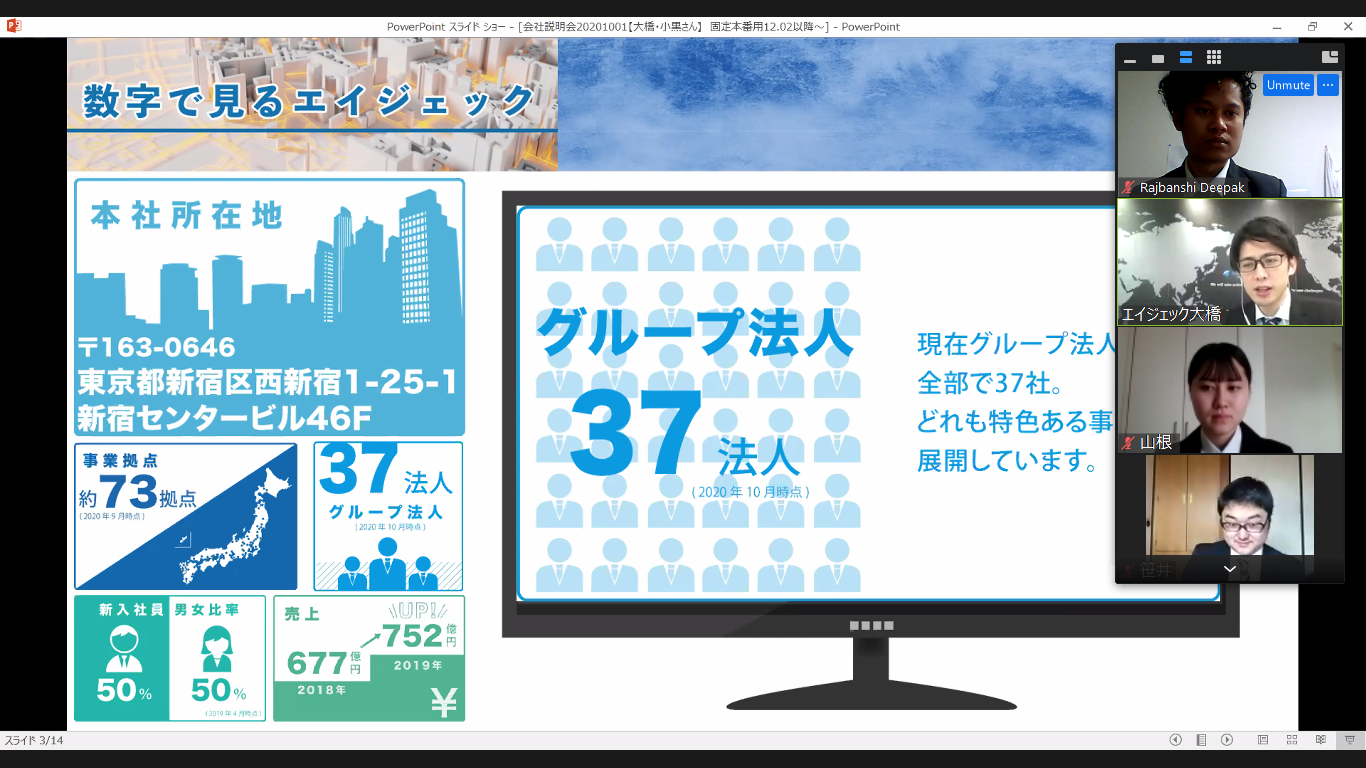 PowerPoint スライド ショー - [会社説明会20201001【大橋・小黒さん】 固定本番用12.02以降～] - PowerPoint
数字で見るエイジェック
本社所在地
〒163-0646
東京都新宿区西新宿1-25-1
新宿センタービル46F
事業拠点
約73拠点
(2020年9月時点)
37法人
グループ法人
(2020年10月時点)
新入社員 男女比率
50%
50%
(2019年4月時点)
売上
UP!
677億円
2018年
752億円
2019年
¥
グループ法人
37法人
(2020年10月時点)
現在グループ法人
全部で37社。
どれも特色ある事
展開しています。
Unmute
...
Rajbanshi Deepak
エイジェック大橋
山根
笹井
スライド 3/14